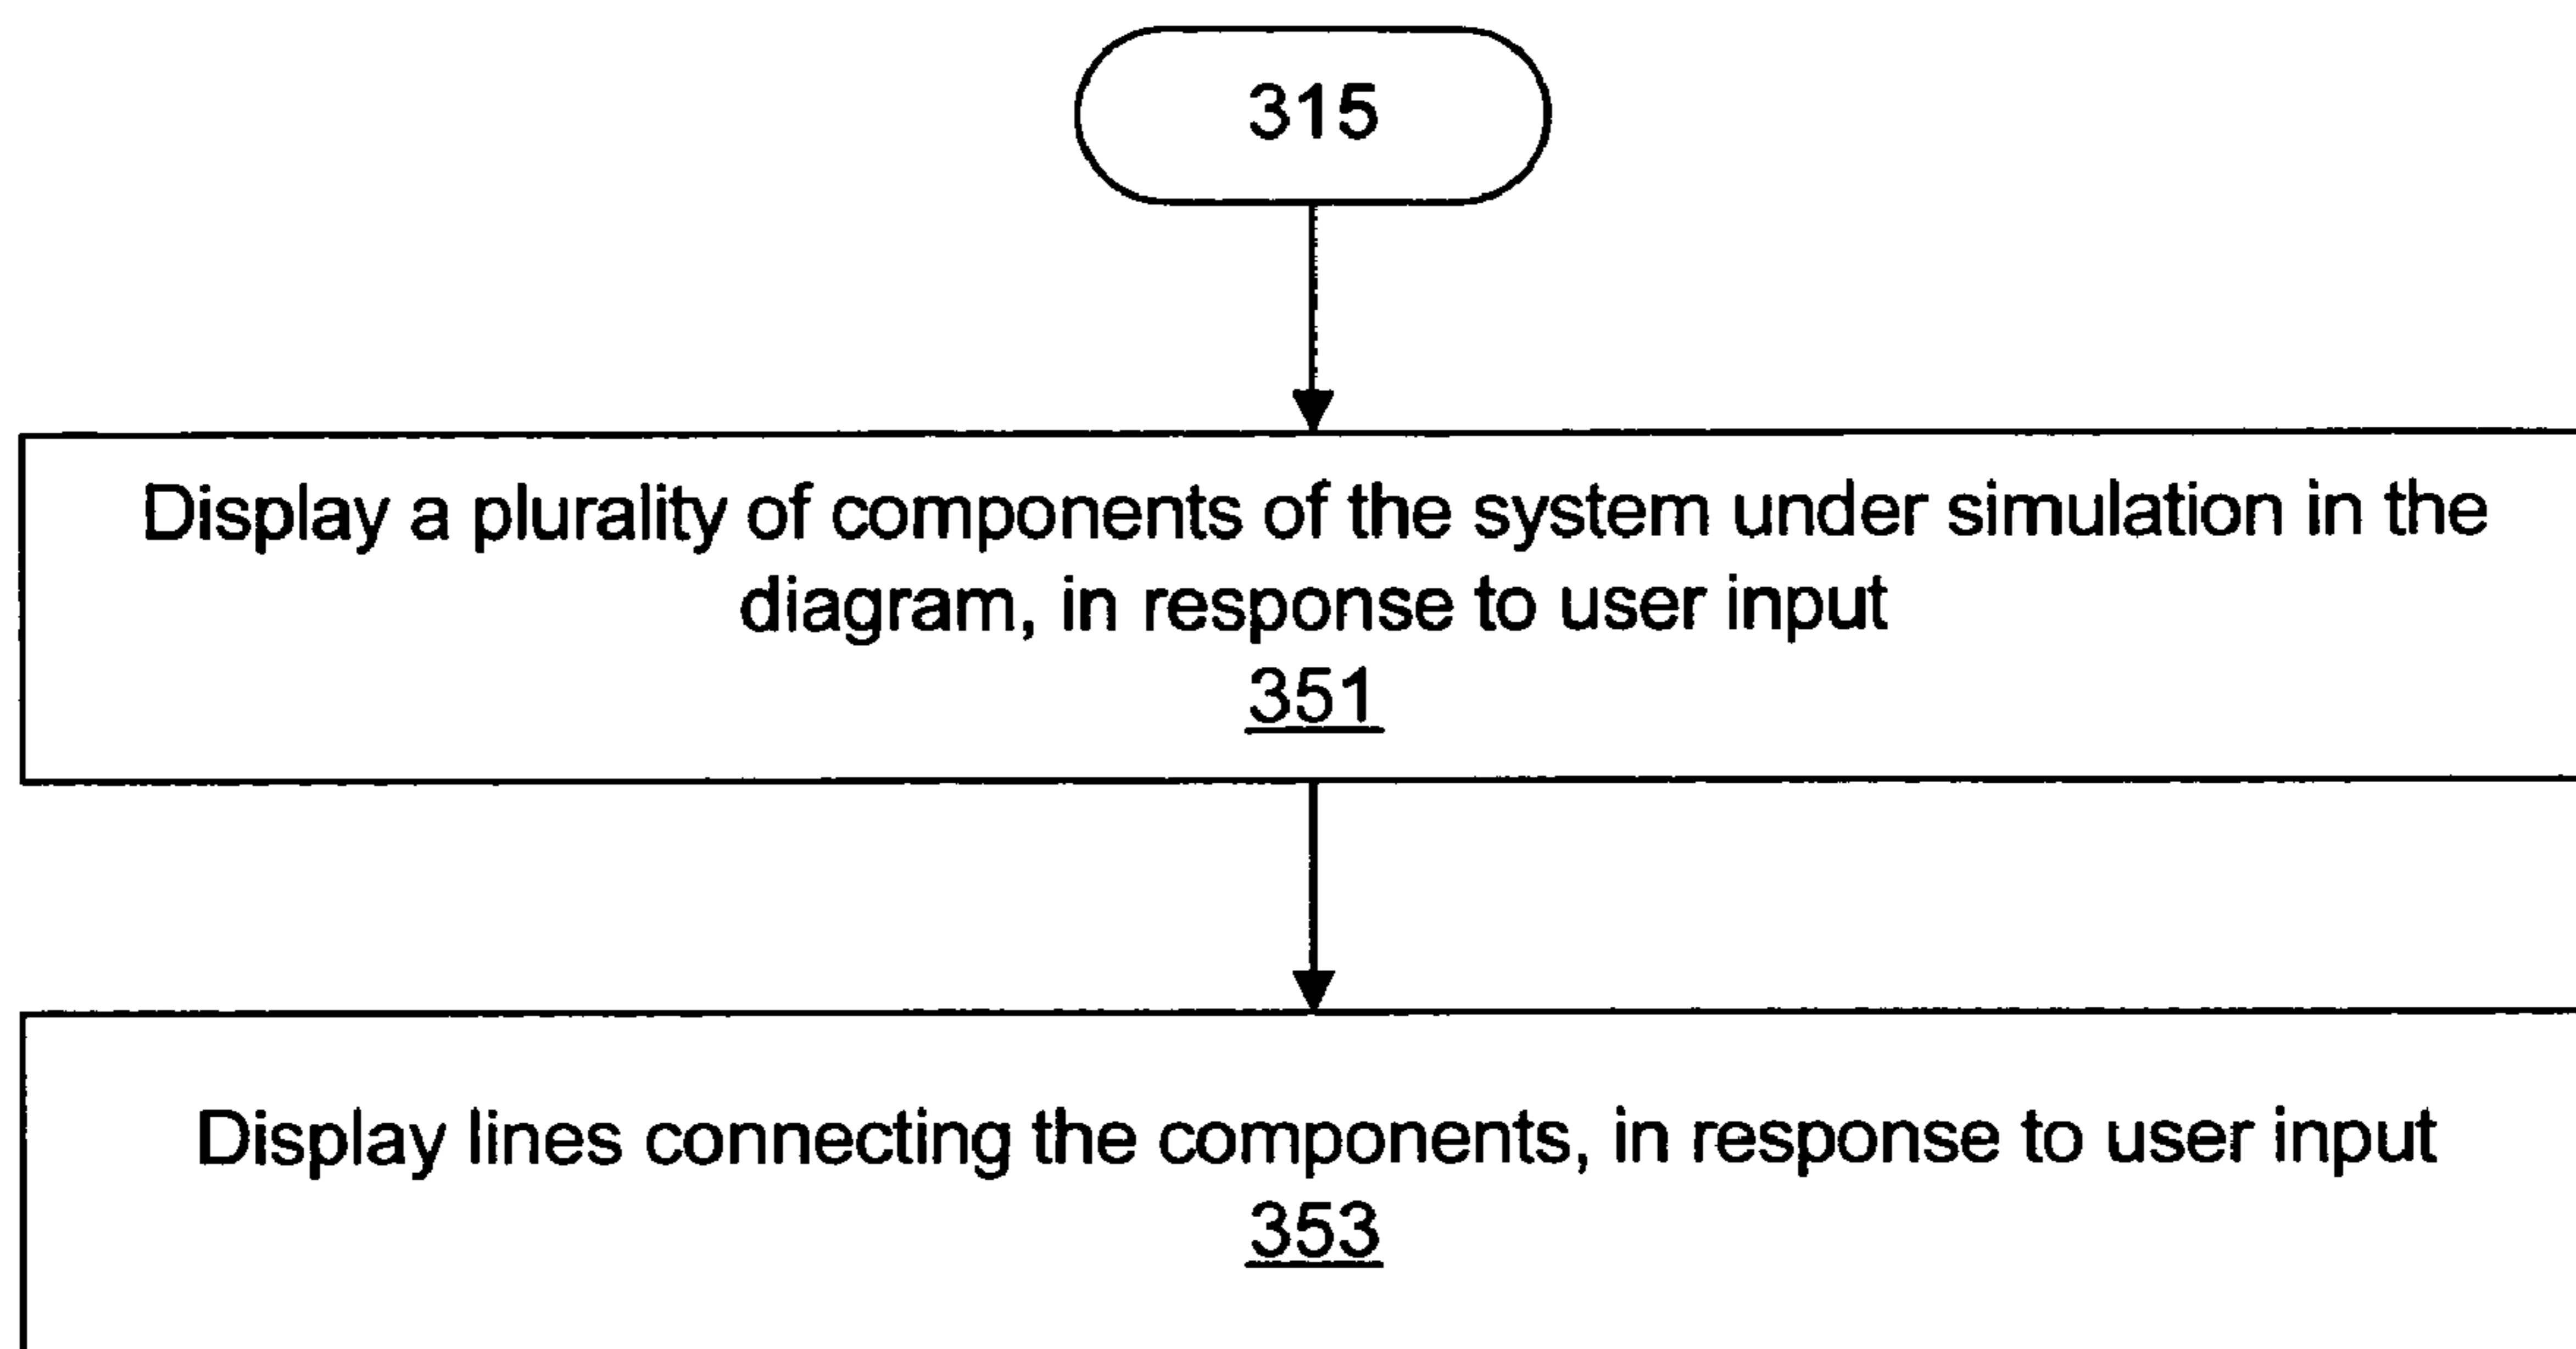 315
Display a plurality of components of the system under simulation in the
diagram, in response to user input
351
Display lines connecting the components, in response to user input
353